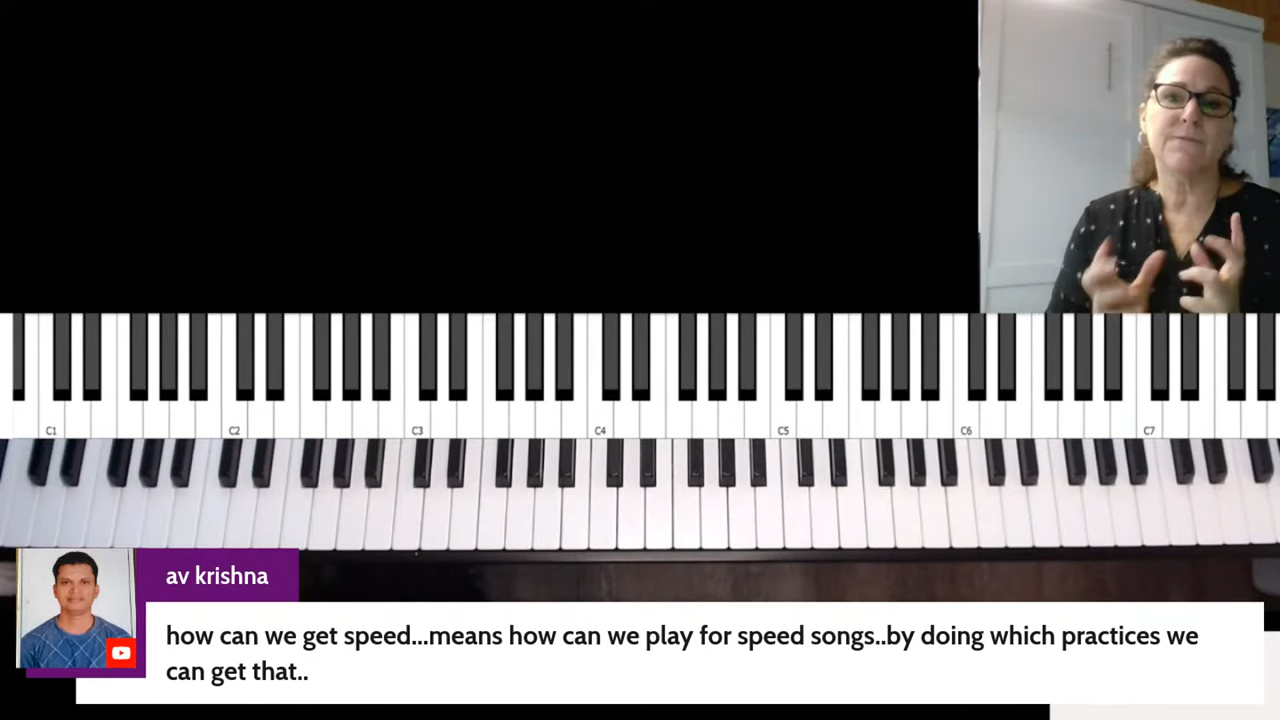 C1 C2 C3 C4 C5 C6 C7
av krishna
how can we get speed...means how can we play for speed songs..by doing which practices we
can get that..